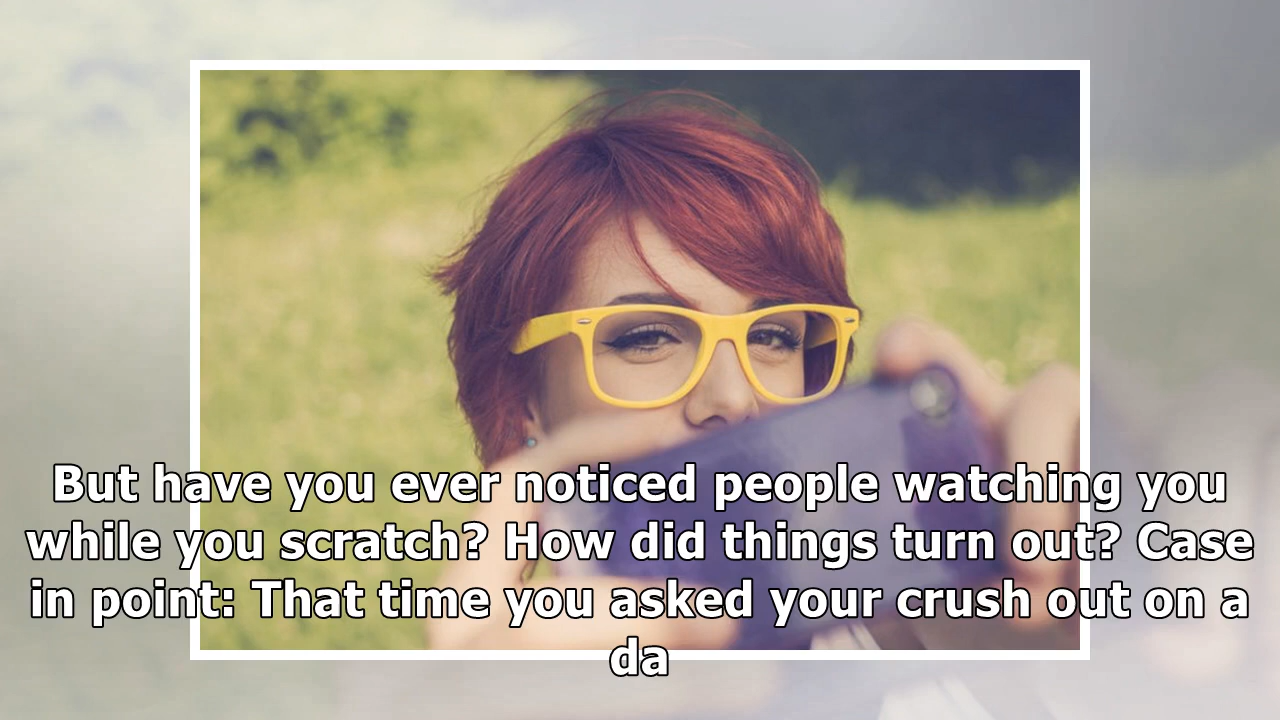 But have you ever noticed people watching you
while you scratch? How did things turn out? Case
in point: That time you asked your crush out on a
da